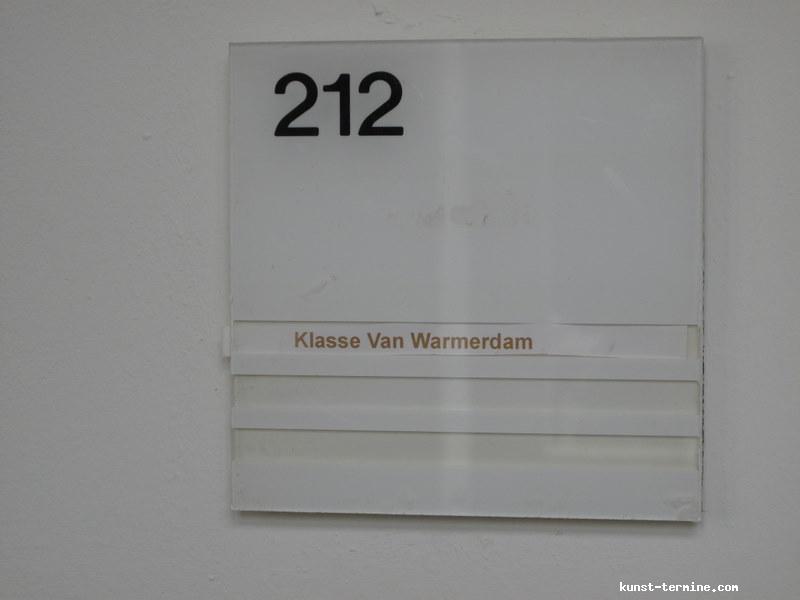 212
Klasse Van Warmerdam
kunst-termine.com